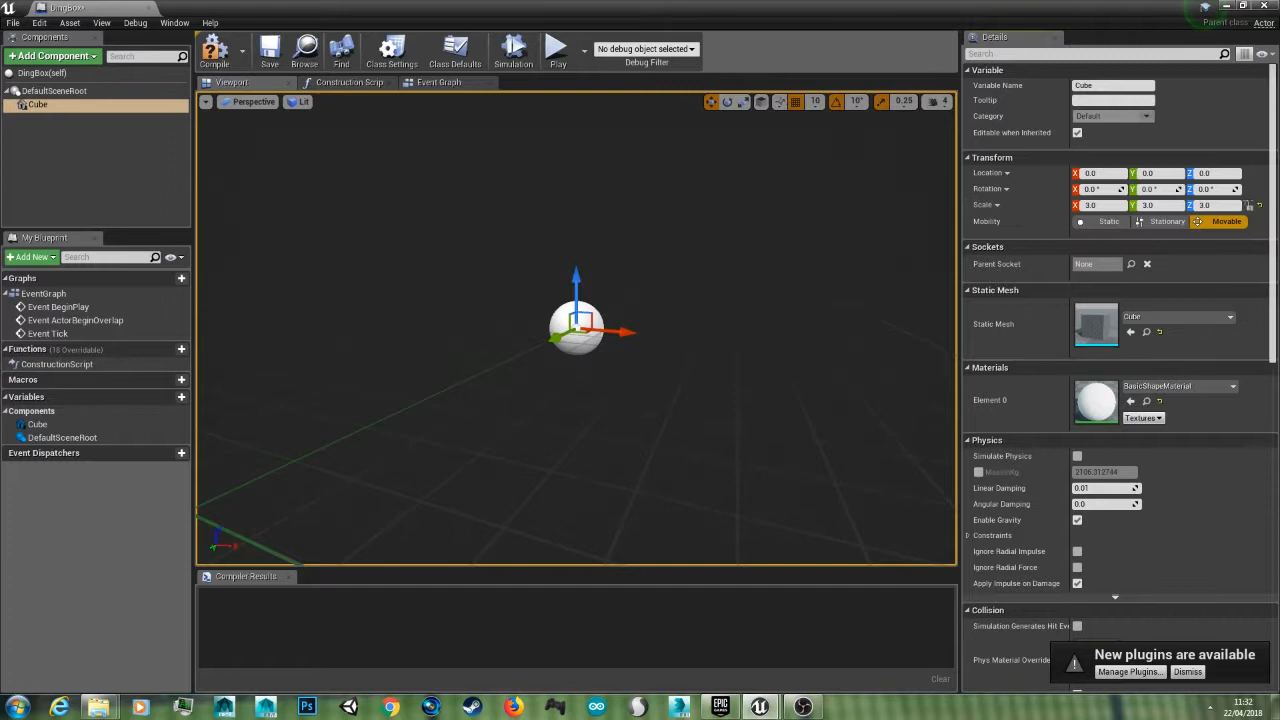 DingBox*
File Edit Asset View Debug Window Help
Parent class: Actor
Components
+ Add Component Search
DingBox(self)
DefaultSceneRoot
Cube
My Blueprint
+ Add New Search
Graphs
EventGraph
Event BeginPlay
Event ActorBeginOverlap
Event Tick
Functions (18 Overridable)
ConstructionScript
Macros
Variables
Components
Cube
DefaultSceneRoot
Event Dispatchers
Compile Save Browse Find Class Settings Class Defaults Simulation Play
No debug object selected
Debug Filter
Viewport Construction Scrip Event Graph
Perspective Lit
10 10° 0.25 4
Compiler Results
Clear
Details
Search
Variable
Variable Name Cube
Tooltip
Category Default
Editable when Inherited
Transform
Location X 0.0 Y 0.0 Z 0.0
Rotation X 0.0 ° Y 0.0 ° Z 0.0 °
Scale X 3.0 Y 3.0 Z 3.0
Mobility Static Stationary Movable
Sockets
Parent Socket None
Static Mesh
Static Mesh Cube
Materials
Element 0 BasicShapeMaterial
Textures
Physics
Simulate Physics
MassInKg 2106.312744
Linear Damping 0.01
Angular Damping 0.0
Enable Gravity
Constraints
Ignore Radial Impulse
Ignore Radial Force
Apply Impulse on Damage
Collision
Simulation Generates Hit Eve
Phys Material Override
New plugins are available
Manage Plugins... Dismiss
Ps
EPIC GAMES
11:32
22/04/2018